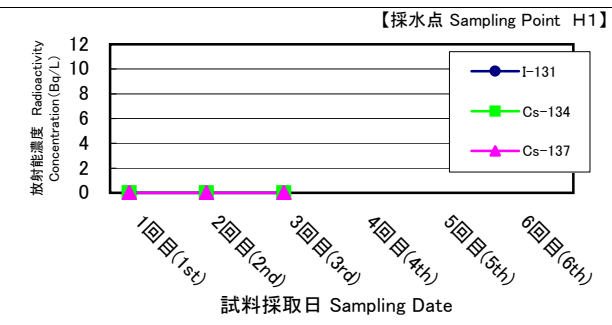 【採水点 Sampling Point H1】
放射能濃度 Radioactivity
Concentration(Bq/L)
12
10
8
6
4
2
0
I-131
Cs-134
Cs-137
1回目(1st)
2回目(2nd)
3回目(3rd)
4回目(4th)
5回目(5th)
6回目(6th)
試料採取日 Sampling Date